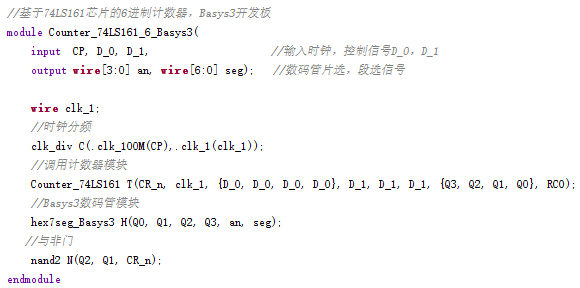 //基于74LS161芯片的6进制计数器，Basys3开发板
module Counter_74LS161_6_Basys3(
input CP, D_0, D_1, //输入时钟，控制信号D_0，D_1
output wire[3:0] an, wire[6:0] seg); //数码管片选，段选信号
wire clk_1;
//时钟分频
clk_div C(.clk_100M(CP),.clk_1(clk_1));
//调用计数器模块
Counter_74LS161 T(CR_n, clk_1, {D_0, D_0, D_0, D_0}, D_1, D_1, D_1, {Q3, Q2, Q1, Q0}, RCO);
//Basys3数码管模块
hex7seg_Basys3 H(Q0, Q1, Q2, Q3, an, seg);
//与非门
nand2 N(Q2, Q1, CR_n);
endmodule